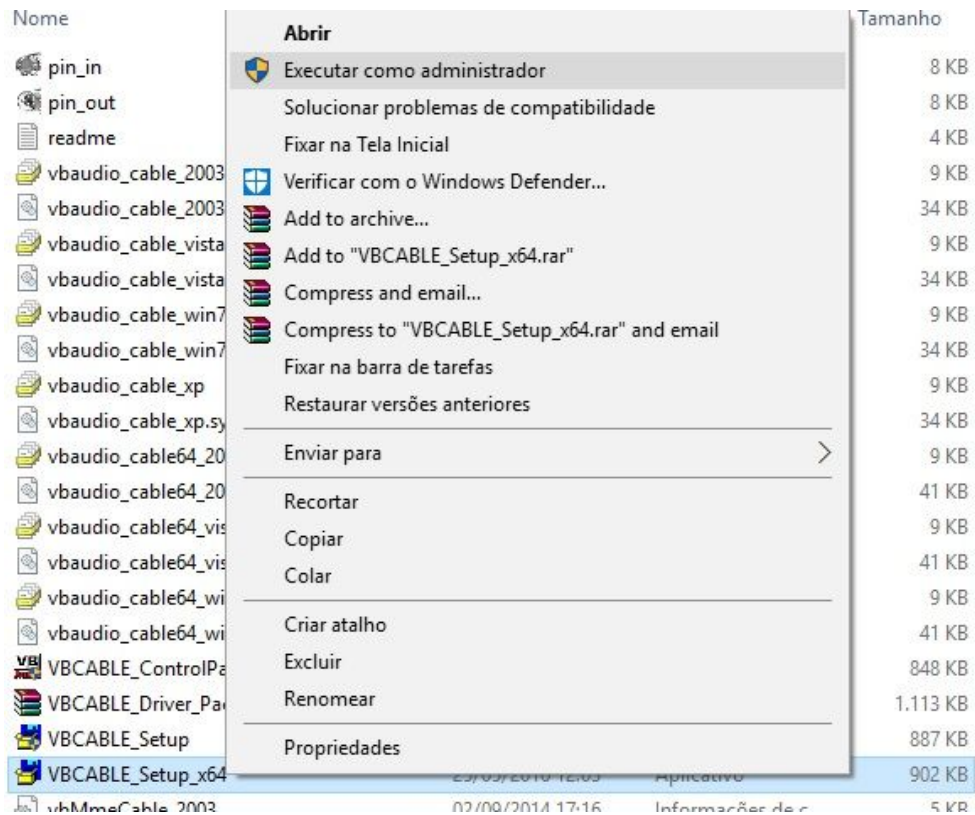 Nome Tamanho
Abrir
pin_in Executar como administrador 8 KB
pin_out Solucionar problemas de compatibilidade 8 KB
readme Fixar na Tela Inicial 4 KB
vbaudio_cable_2003 Verificar com o Windows Defender... 9 KB
vbaudio_cable_2003 Add to archive... 34 KB
vbaudio_cable_vista Add to "VBCABLE_Setup_x64.rar" 9 KB
vbaudio_cable_vista Compress and email... 34 KB
vbaudio_cable_win7 Compress to "VBCABLE_Setup_x64.rar" and email 9 KB
vbaudio_cable_win7 Fixar na barra de tarefas 34 KB
vbaudio_cable_xp Restaurar versões anteriores 9 KB
vbaudio_cable_xp.sy 34 KB
vbaudio_cable64_20 Enviar para 9 KB
vbaudio_cable64_20 Recortar 41 KB
vbaudio_cable64_vis Copiar 9 KB
vbaudio_cable64_vis Colar 41 KB
vbaudio_cable64_wi 9 KB
vbaudio_cable64_wi Criar atalho 41 KB
VBCABLE_ControlPa Excluir 848 KB
VBCABLE_Driver_Pa Renomear 1.113 KB
VBCABLE_Setup Propriedades 887 KB
VBCABLE_Setup_x64 Aplicativo 902 KB
vbMmeCable_2003 02/09/2014 17:16 Informações de c 5 KB